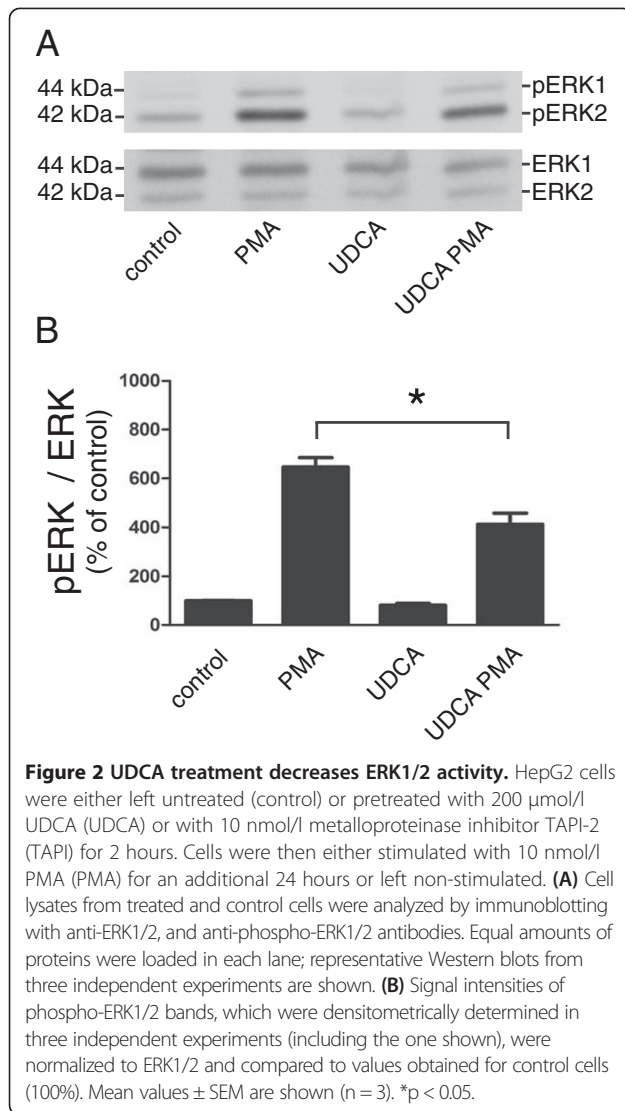 A
44 kDa
pERK1
42 kDa
pERK2
44 kDa
ERK1
42 kDa
ERK2
control
PMA
UDCA
UDCA PMA
B
pERK / ERK
(% of control)
1000
800
600
400
200
0
*
control
PMA
UDCA
UDCA PMA
Figure 2 UDCA treatment decreases ERK1/2 activity. HepG2 cells
were either left untreated (control) or pretreated with 200 μmol/l
UDCA (UDCA) or with 10 nmol/l metalloproteinase inhibitor TAPI-2
(TAPI) for 2 hours. Cells were then either stimulated with 10 nmol/l
PMA (PMA) for an additional 24 hours or left non-stimulated. (A) Cell
lysates from treated and control cells were analyzed by immunoblotting
with anti-ERK1/2, and anti-phospho-ERK1/2 antibodies. Equal amounts of
proteins were loaded in each lane; representative Western blots from
three independent experiments are shown. (B) Signal intensities of
phospho-ERK1/2 bands, which were densitometrically determined in
three independent experiments (including the one shown), were
normalized to ERK1/2 and compared to values obtained for control cells
(100%). Mean values ± SEM are shown (n = 3). *p < 0.05.